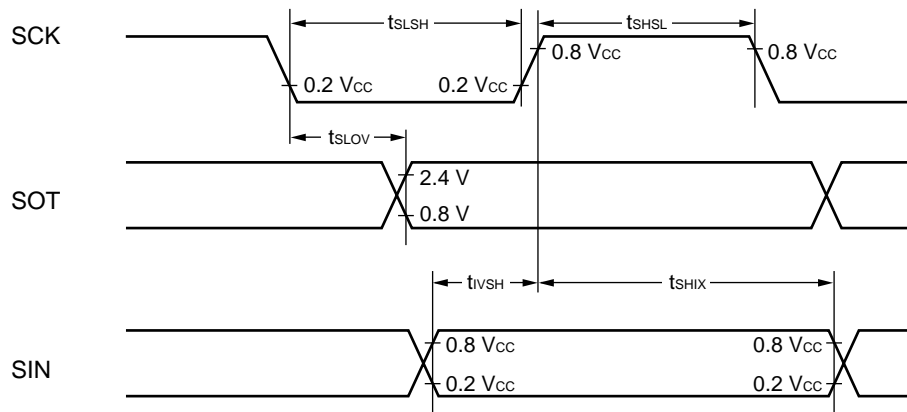 tSLSH
tSHSL
SCK
0.2 VCC
0.2 VCC
0.8 VCC
0.8 VCC
tSLOV
SOT
2.4 V
0.8 V
tIVSH
tSHIX
SIN
0.8 VCC
0.8 VCC
0.2 VCC
0.2 VCC